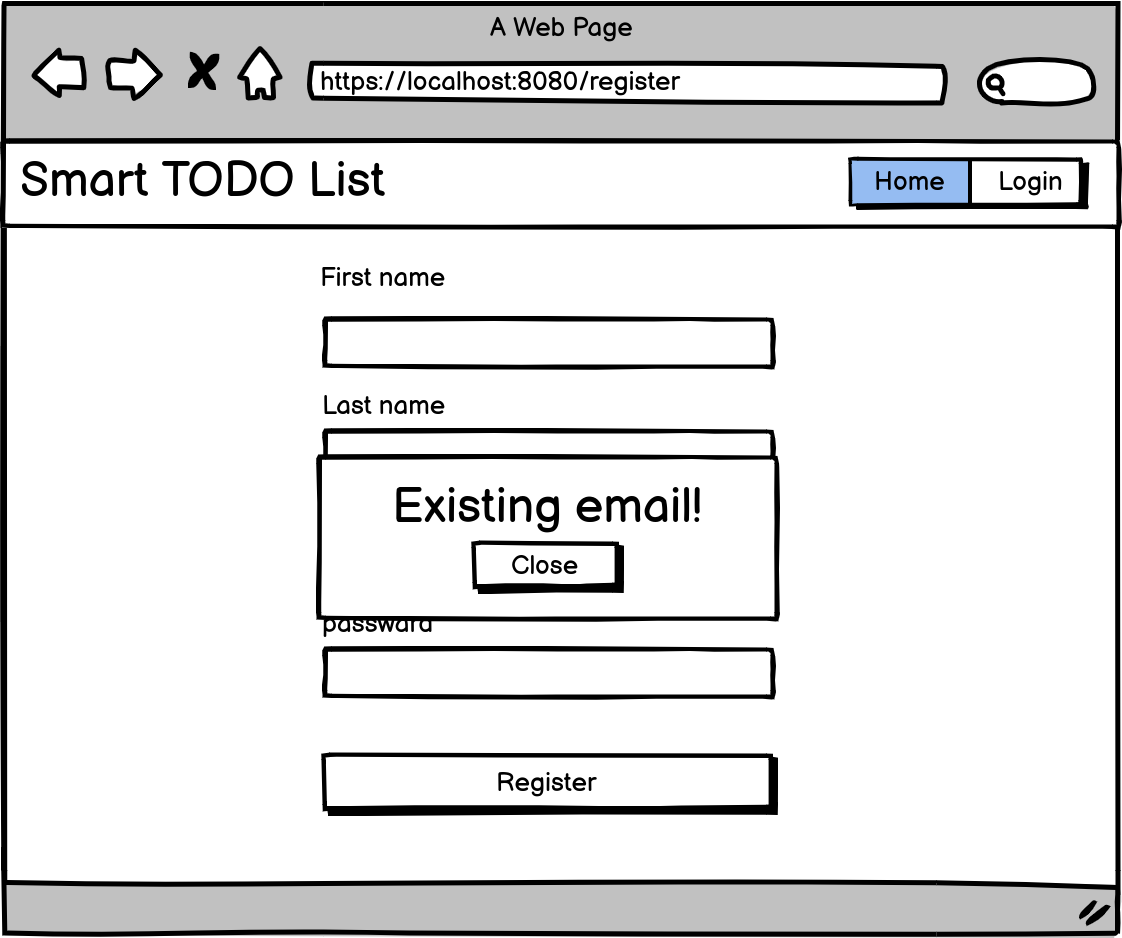 A Web Page
https://localhost:8080/register
Smart TODO List
Home
Login
First name
Last name
Existing email!
Close
password
Register